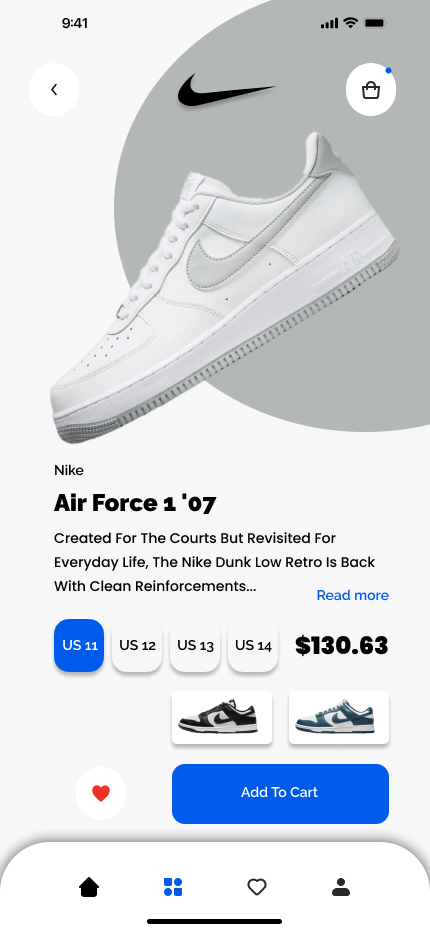 9:41
AIR
Nike
Air Force 1 '07
Created For The Courts But Revisited For
Everyday Life, The Nike Dunk Low Retro Is Back
With Clean Reinforcements...
Read more
US 11 US 12 US 13 US 14 $130.63
Add To Cart